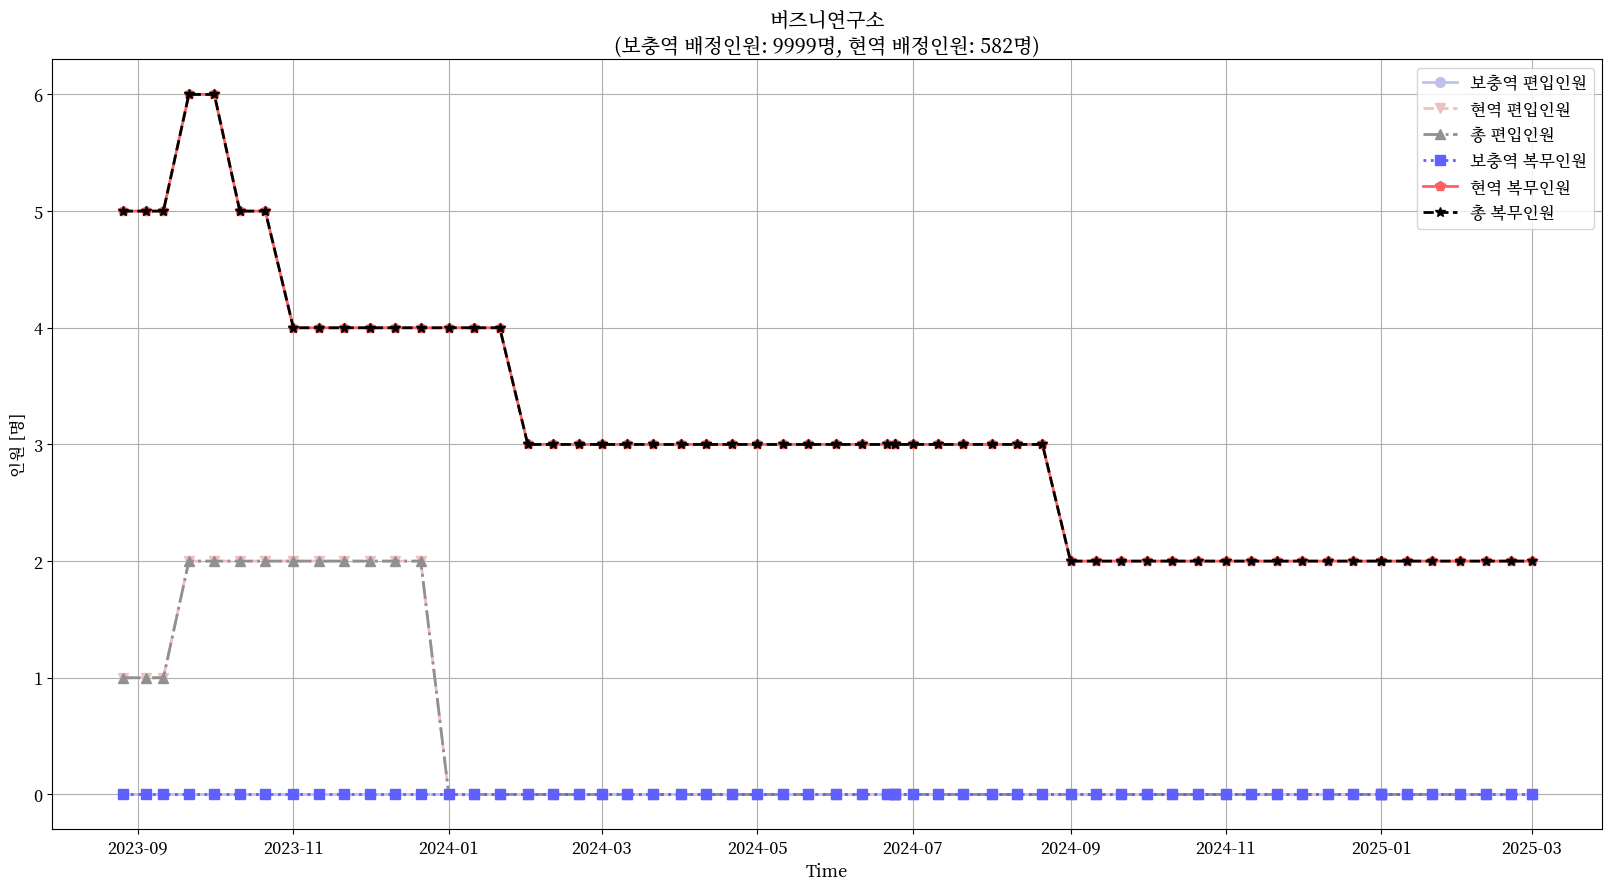 버즈니연구소
(보충역 배정인원: 9999명, 현역 배정인원: 582명)
보충역 편입인원
현역 편입인원
총 편입인원
보충역 복무인원
현역 복무인원
총 복무인원
인원 [명]
6
5
4
3
2
1
0
2023-09
2023-11
2024-01
2024-03
2024-05
2024-07
2024-09
2024-11
2025-01
2025-03
Time